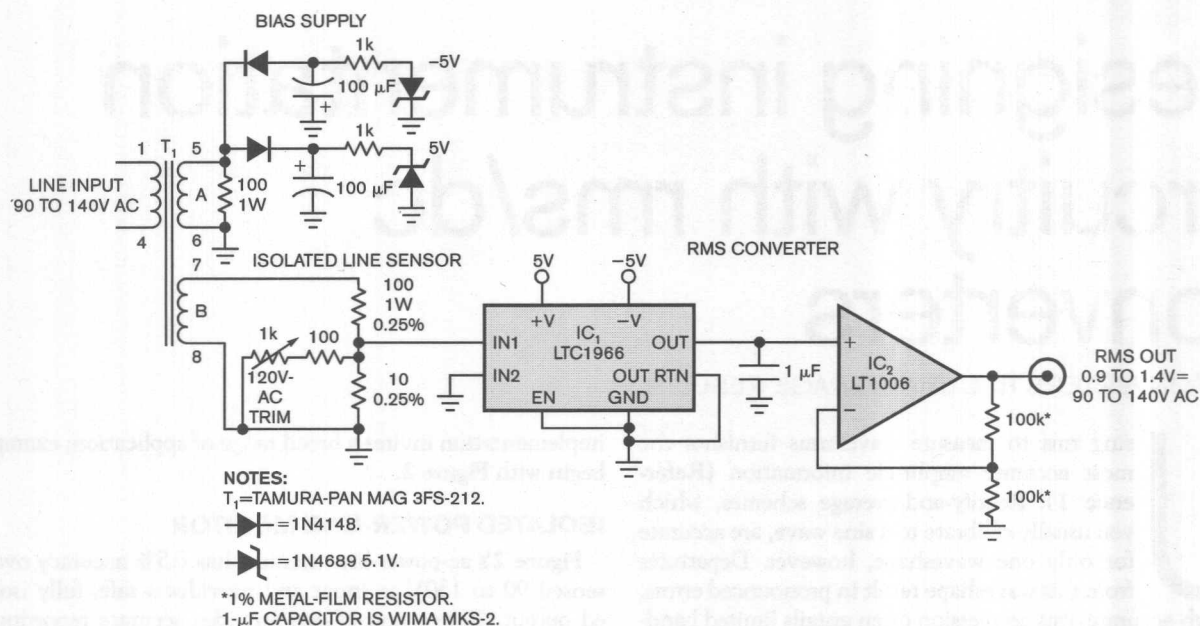 BIAS SUPPLY
1k
–5V
100 µF
+
1k
5V
+
100 µF
1
T1
5
LINE INPUT
90 TO 140V AC
100
1W
A
4
6
7
ISOLATED LINE SENSOR
B
8
100
1W
0.25%
1k
100
120V-
AC
TRIM
10
0.25%
RMS CONVERTER
5V
–5V
+V
–V
IN1
IC1
LTC1966
OUT
IN2
OUT RTN
EN
GND
1 µF
+
IC2
LT1006
–
RMS OUT
0.9 TO 1.4V–
90 TO 140V AC
100k*
100k*
NOTES:
T1=TAMURA-PAN MAG 3FS-212.
=1N4148.
=1N4689 5.1V.
*1% METAL-FILM RESISTOR.
1-µF CAPACITOR IS WIMA MKS-2.